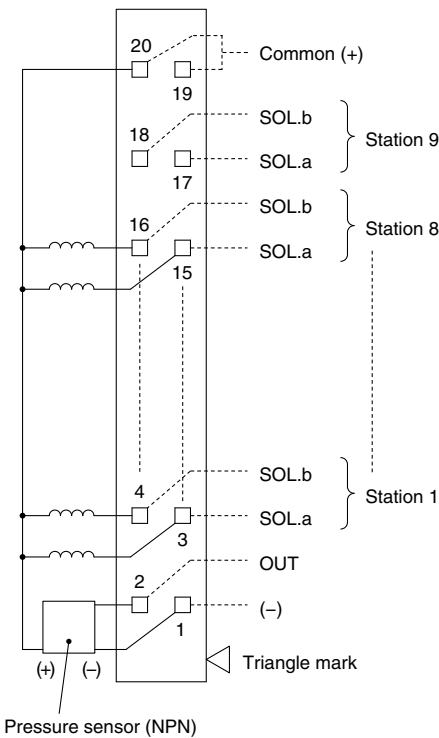 20
Common (+)
19
18
SOL.b
Station 9
SOL.a
17
16
SOL.b
Station 8
SOL.a
15
4
SOL.b
Station 1
SOL.a
3
2
OUT
(–)
1
(+) (–)
Triangle mark
Pressure sensor (NPN)